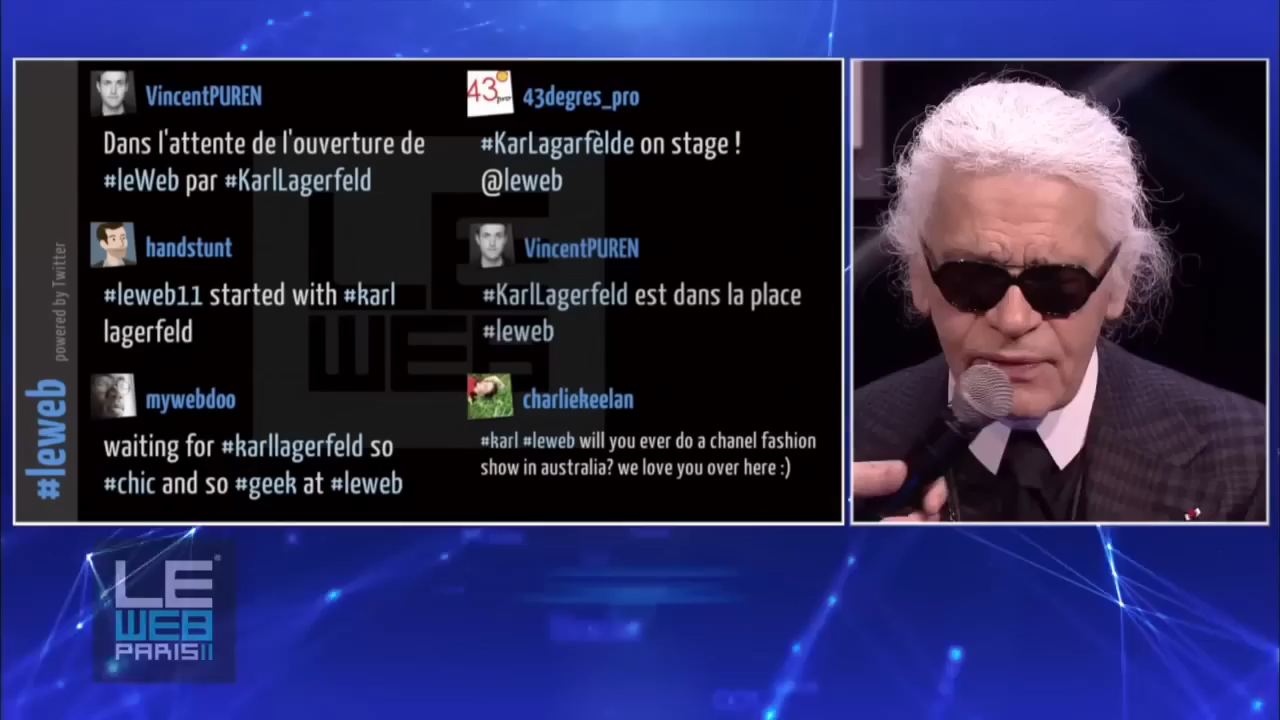 VincentPUREN
Dans l'attente de l'ouverture de
#leWeb par #KarlLagerfeld
handstunt
#leweb11 started with #karl
lagerfeld
mywebdoo
waiting for #karllagerfeld so
#chic and so #geek at #leweb
43degres_pro
#KarLagarfèlde on stage !
@leweb
VincentPUREN
#KarlLagerfeld est dans la place
#leweb
charliekeelan
#karl #leweb will you ever do a chanel fashion
show in australia? we love you over here :)
#leweb
powered by Twitter
LE
WEB
43
LE
WEB
PARIS11